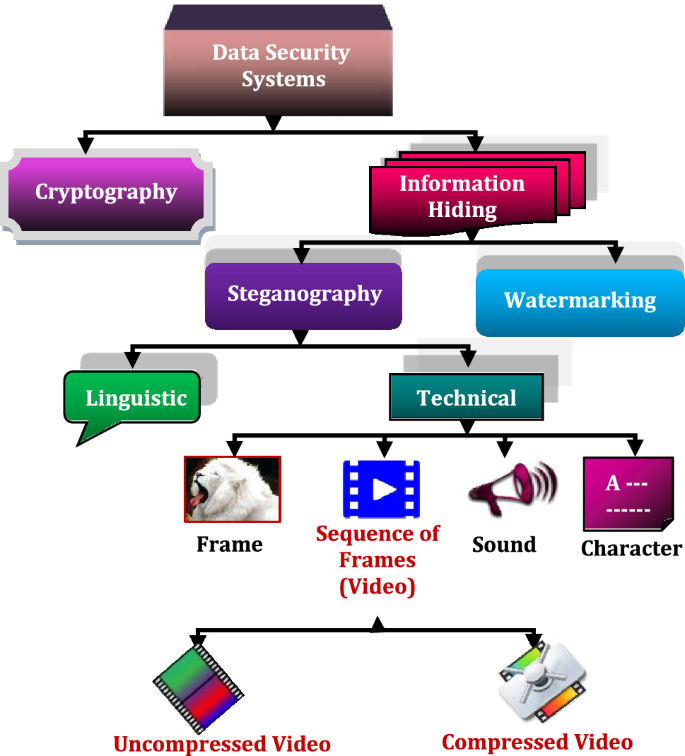 Data Security
Systems
Cryptography
Information
Hiding
Steganography
Watermarking
Linguistic
Technical
A ---
------
Frame
Sequence of
Frames
(Video)
Sound
Character
Uncompressed Video
Compressed Video